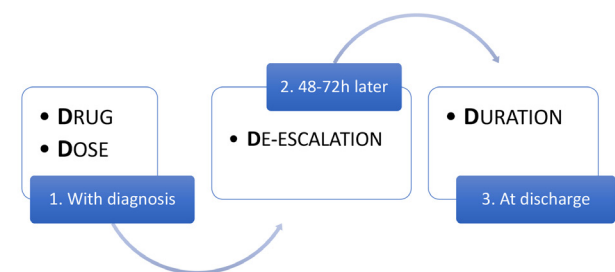 • DRUG
• DOSE
1. With diagnosis
2. 48-72h later
• DE-ESCALATION
• DURATION
3. At discharge